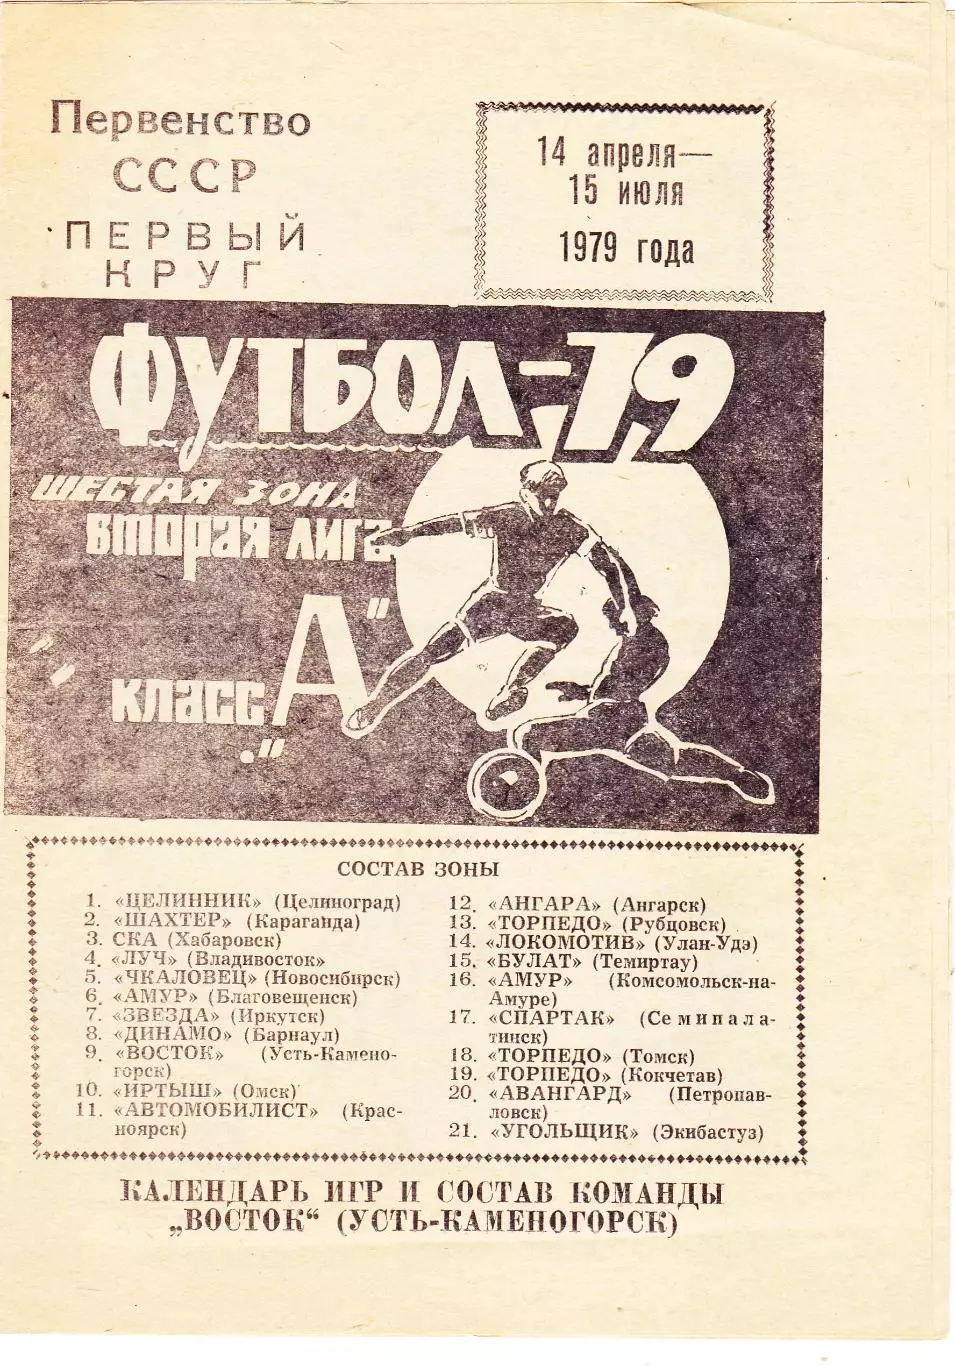 Первенство
СССР
ПЕРВЫЙ
КРУГ
14 апреля—
15 июля
1979 года
ФУТБОЛ-79
ШЕСТАЯ ЗОНА
ВТОРАЯ ЛИГА
КЛАСС „А"
СОСТАВ ЗОНЫ
1. «ЦЕЛИННИК» (Целиноград)
2. «ШАХТЕР» (Караганда)
3. СКА (Хабаровск)
4. «ЛУЧ» (Владивосток»
5. «ЧКАЛОВЕЦ» (Новосибирск)
6. «АМУР» (Благовещенск)
7. «ЗВЕЗДА» (Иркутск)
8. «ДИНАМО» (Барнаул)
9. «ВОСТОК» (Усть-Камено-
горск)
10. «ИРТЫШ» (Омск)
11. «АВТОМОБИЛИСТ» (Крас-
ноярск)
12. «АНГАРА» (Ангарск)
13. «ТОРПЕДО» (Рубцовск)
14. «ЛОКОМОТИВ» (Улан-Удэ)
15. «БУЛАТ» (Темиртау)
16. «АМУР» (Комсомольск-на-
Амуре)
17. «СПАРТАК» (Семипала-
тинск)
18. «ТОРПЕДО» (Томск)
19. «ТОРПЕДО» (Кокчетав)
20. «АВАНГАРД» (Петропав-
ловск)
21. «УГОЛЬЩИК» (Экибастуз)
КАЛЕНДАРЬ ИГР И СОСТАВ КОМАНДЫ
„ВОСТОК“ (УСТЬ-КАМЕНОГОРСК)